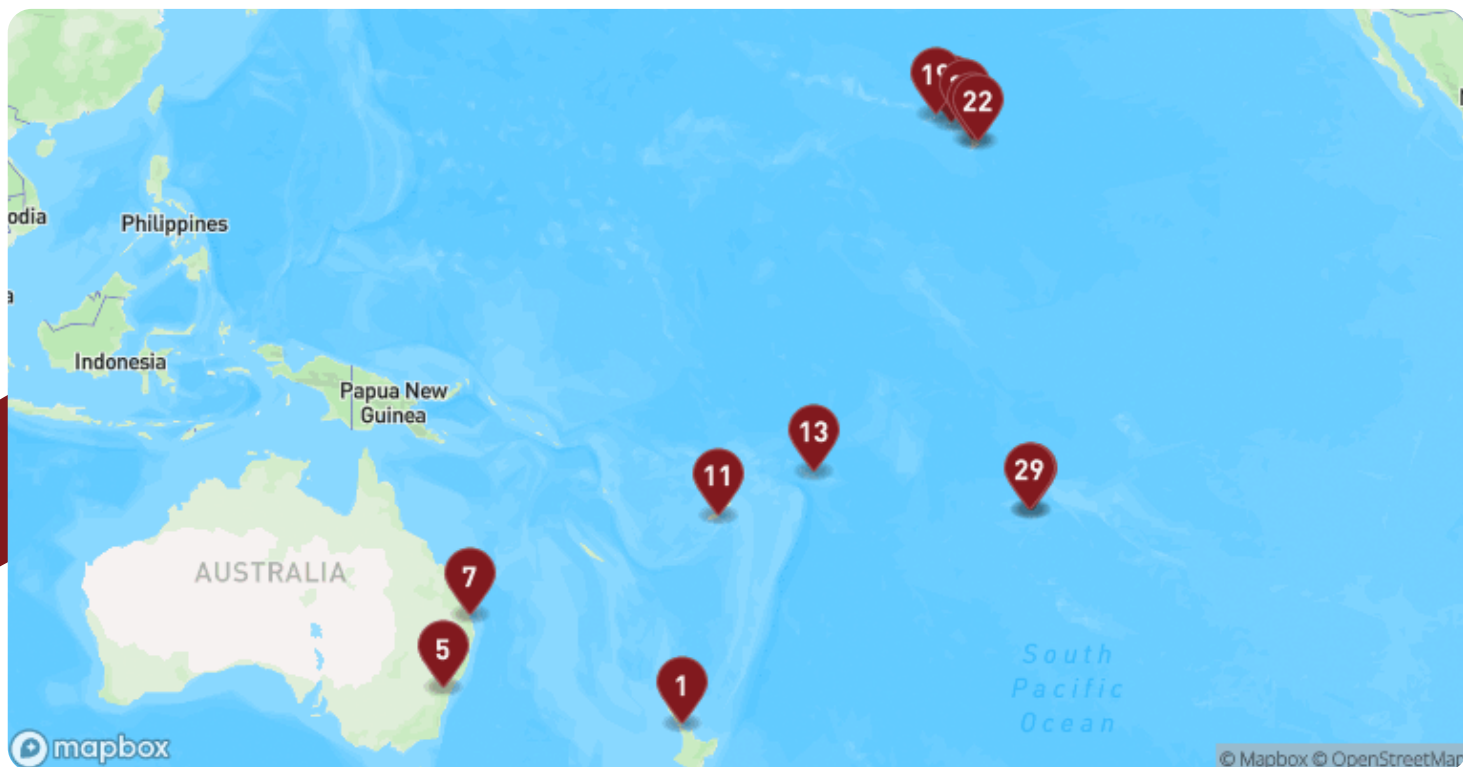 19
22
Philippines
odia
a
Indonesia
Papua New
Guinea
13
11
29
AUSTRALIA
7
5
1
South
Pacific
Ocean
mapbox
© Mapbox © OpenStreetMap